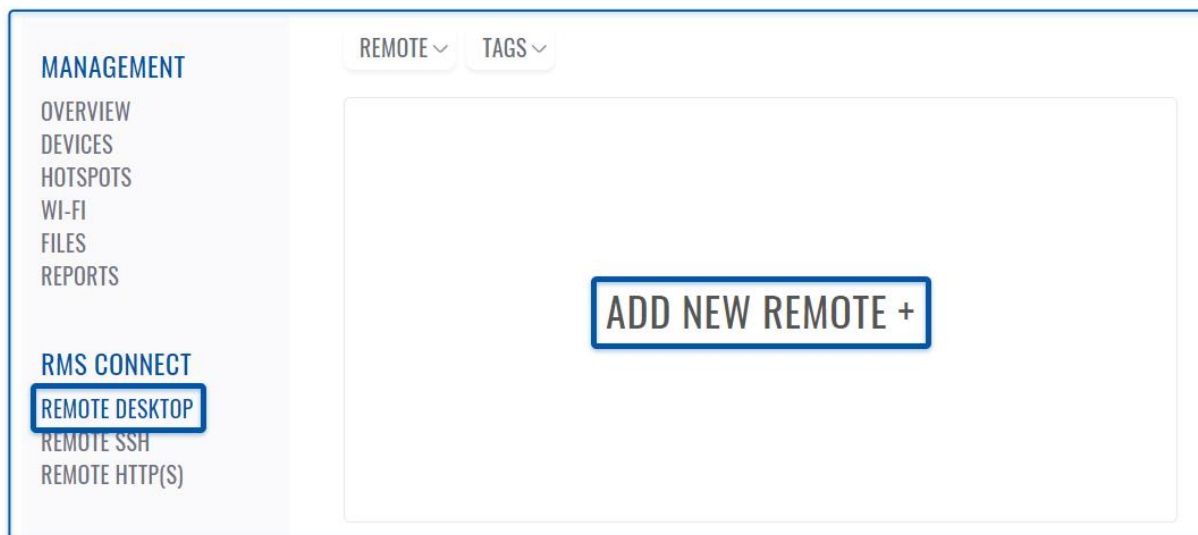 MANAGEMENT
OVERVIEW
DEVICES
HOTSPOTS
WI-FI
FILES
REPORTS
RMS CONNECT
REMOTE DESKTOP
REMOTE SSH
REMOTE HTTP(S)
REMOTE TAGS
ADD NEW REMOTE +